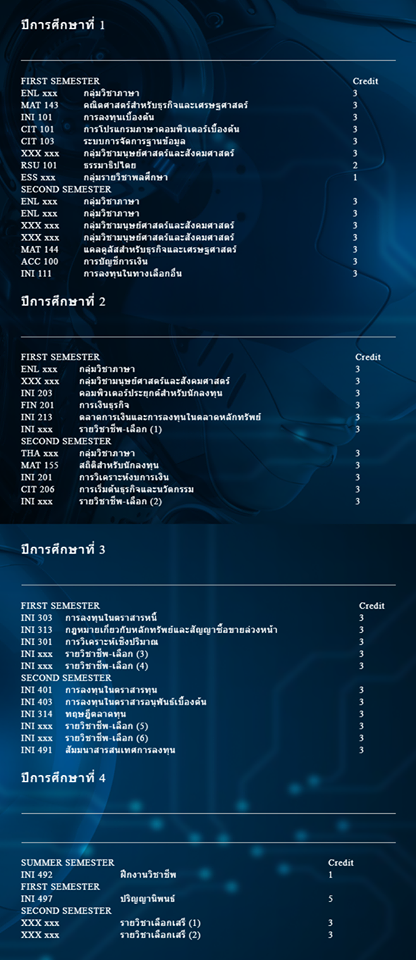 ปีการศึกษาที่ 1
FIRST SEMESTER Credit
ENL xxx กลุ่มวิชาภาษา 3
MAT 143 คณิตศาสตร์สำหรับธุรกิจและเศรษฐศาสตร์ 3
INI 101 การลงทุนเบื้องต้น 3
CIT 101 การโปรแกรมภาษาคอมพิวเตอร์เบื้องต้น 3
CIT 103 ระบบการจัดการฐานข้อมูล 3
XXX xxx กลุ่มวิชามนุษย์ศาสตร์และสังคมศาสตร์ 3
RSU 101 ธรรมาธิปไตย 2
ESS xxx กลุ่มรายวิชาพลศึกษา 1
SECOND SEMESTER
ENL xxx กลุ่มวิชาภาษา 3
ENL xxx กลุ่มวิชาภาษา 3
XXX xxx กลุ่มวิชามนุษย์ศาสตร์และสังคมศาสตร์ 3
XXX xxx กลุ่มวิชามนุษย์ศาสตร์และสังคมศาสตร์ 3
MAT 144 แคลคูลัสสำหรับธุรกิจและเศรษฐศาสตร์ 3
ACC 100 การบัญชีการเงิน 3
INI 111 การลงทุนในทางเลือกอื่น 3
ปีการศึกษาที่ 2
FIRST SEMESTER Credit
ENL xxx กลุ่มวิชาภาษา 3
XXX xxx กลุ่มวิชามนุษย์ศาสตร์และสังคมศาสตร์ 3
INI 203 คอมพิวเตอร์ประยุกต์สำหรับนักลงทุน 3
FIN 201 การเงินธุรกิจ 3
INI 213 ตลาดการเงินและการลงทุนในตลาดหลักทรัพย์ 3
INI xxx รายวิชาชีพ-เลือก (1) 3
SECOND SEMESTER
THA xxx กลุ่มวิชาภาษา 3
MAT 155 สถิติสำหรับนักลงทุน 3
INI 201 การวิเคราะห์งบการเงิน 3
CIT 206 การเริ่มต้นธุรกิจและนวัตกรรม 3
INI xxx รายวิชาชีพ-เลือก (2) 3
ปีการศึกษาที่ 3
FIRST SEMESTER Credit
INI 303 การลงทุนในตราสารหนี้ 3
INI 313 กฎหมายเกี่ยวกับหลักทรัพย์และสัญญาซื้อขายล่วงหน้า 3
INI 301 การวิเคราะห์เชิงปริมาณ 3
INI xxx รายวิชาชีพ-เลือก (3) 3
INI xxx รายวิชาชีพ-เลือก (4) 3
SECOND SEMESTER
INI 401 การลงทุนในตราสารทุน 3
INI 403 การลงทุนในตราสารอนุพันธ์เบื้องต้น 3
INI 314 ทฤษฎีตลาดทุน 3
INI xxx รายวิชาชีพ-เลือก (5) 3
INI xxx รายวิชาชีพ-เลือก (6) 3
INI 491 สัมมนาสารสนเทศการลงทุน 3
ปีการศึกษาที่ 4
SUMMER SEMESTER Credit
INI 492 ฝึกงานวิชาชีพ 1
FIRST SEMESTER
INI 497 ปริญญานิพนธ์ 5
SECOND SEMESTER
XXX xxx รายวิชาเลือกเสรี (1) 3
XXX xxx รายวิชาเลือกเสรี (2) 3